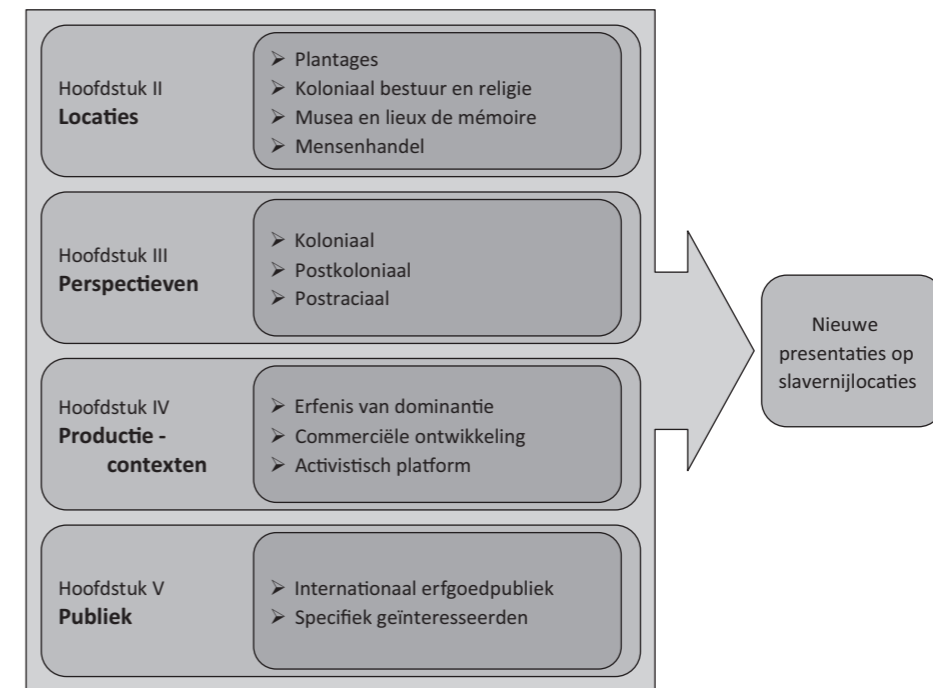 Hoofdstuk II
Locaties
➢ Plantages
➢ Koloniaal bestuur en religie
➢ Musea en lieux de mémoire
➢ Mensenhandel
Hoofdstuk III
Perspectieven
➢ Koloniaal
➢ Postkoloniaal
➢ Postraciaal
Hoofdstuk IV
Productie -
contexten
➢ Erfenis van dominantie
➢ Commerciële ontwikkeling
➢ Activistisch platform
Hoofdstuk V
Publiek
➢ Internationaal erfgoedpubliek
➢ Specifiek geïnteresseerden
Nieuwe
presentaties op
slavernijlocaties